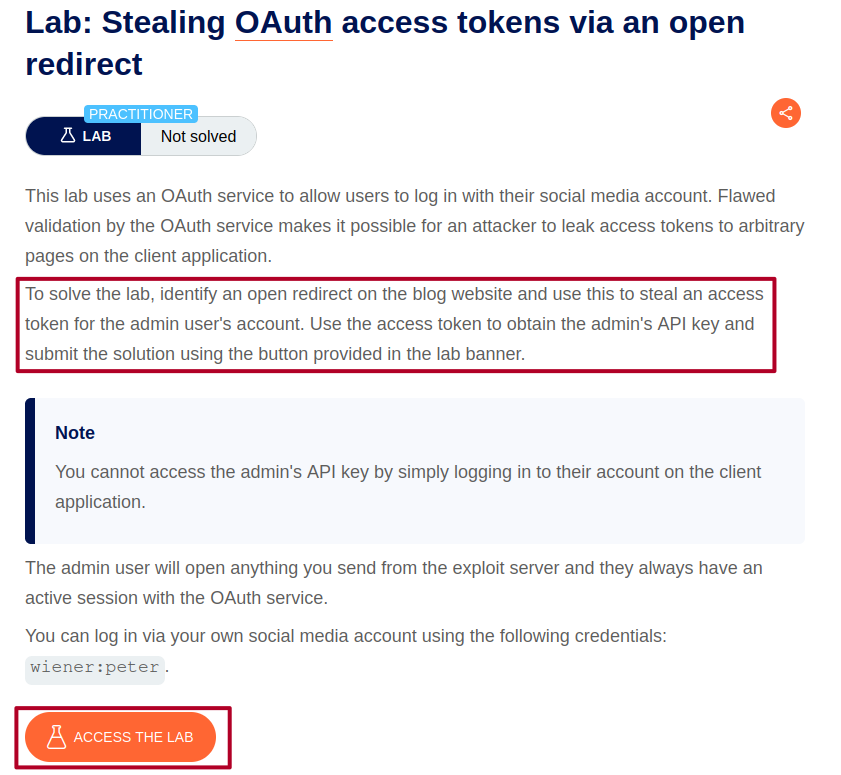 Lab: Stealing OAuth access tokens via an open
redirect
PRACTITIONER
LAB
Not solved
This lab uses an OAuth service to allow users to log in with their social media account. Flawed
validation by the OAuth service makes it possible for an attacker to leak access tokens to arbitrary
pages on the client application.
To solve the lab, identify an open redirect on the blog website and use this to steal an access
token for the admin user's account. Use the access token to obtain the admin's API key and
submit the solution using the button provided in the lab banner.
Note
You cannot access the admin's API key by simply logging in to their account on the client
application.
The admin user will open anything you send from the exploit server and they always have an
active session with the OAuth service.
You can log in via your own social media account using the following credentials:
wiener:peter.
ACCESS THE LAB